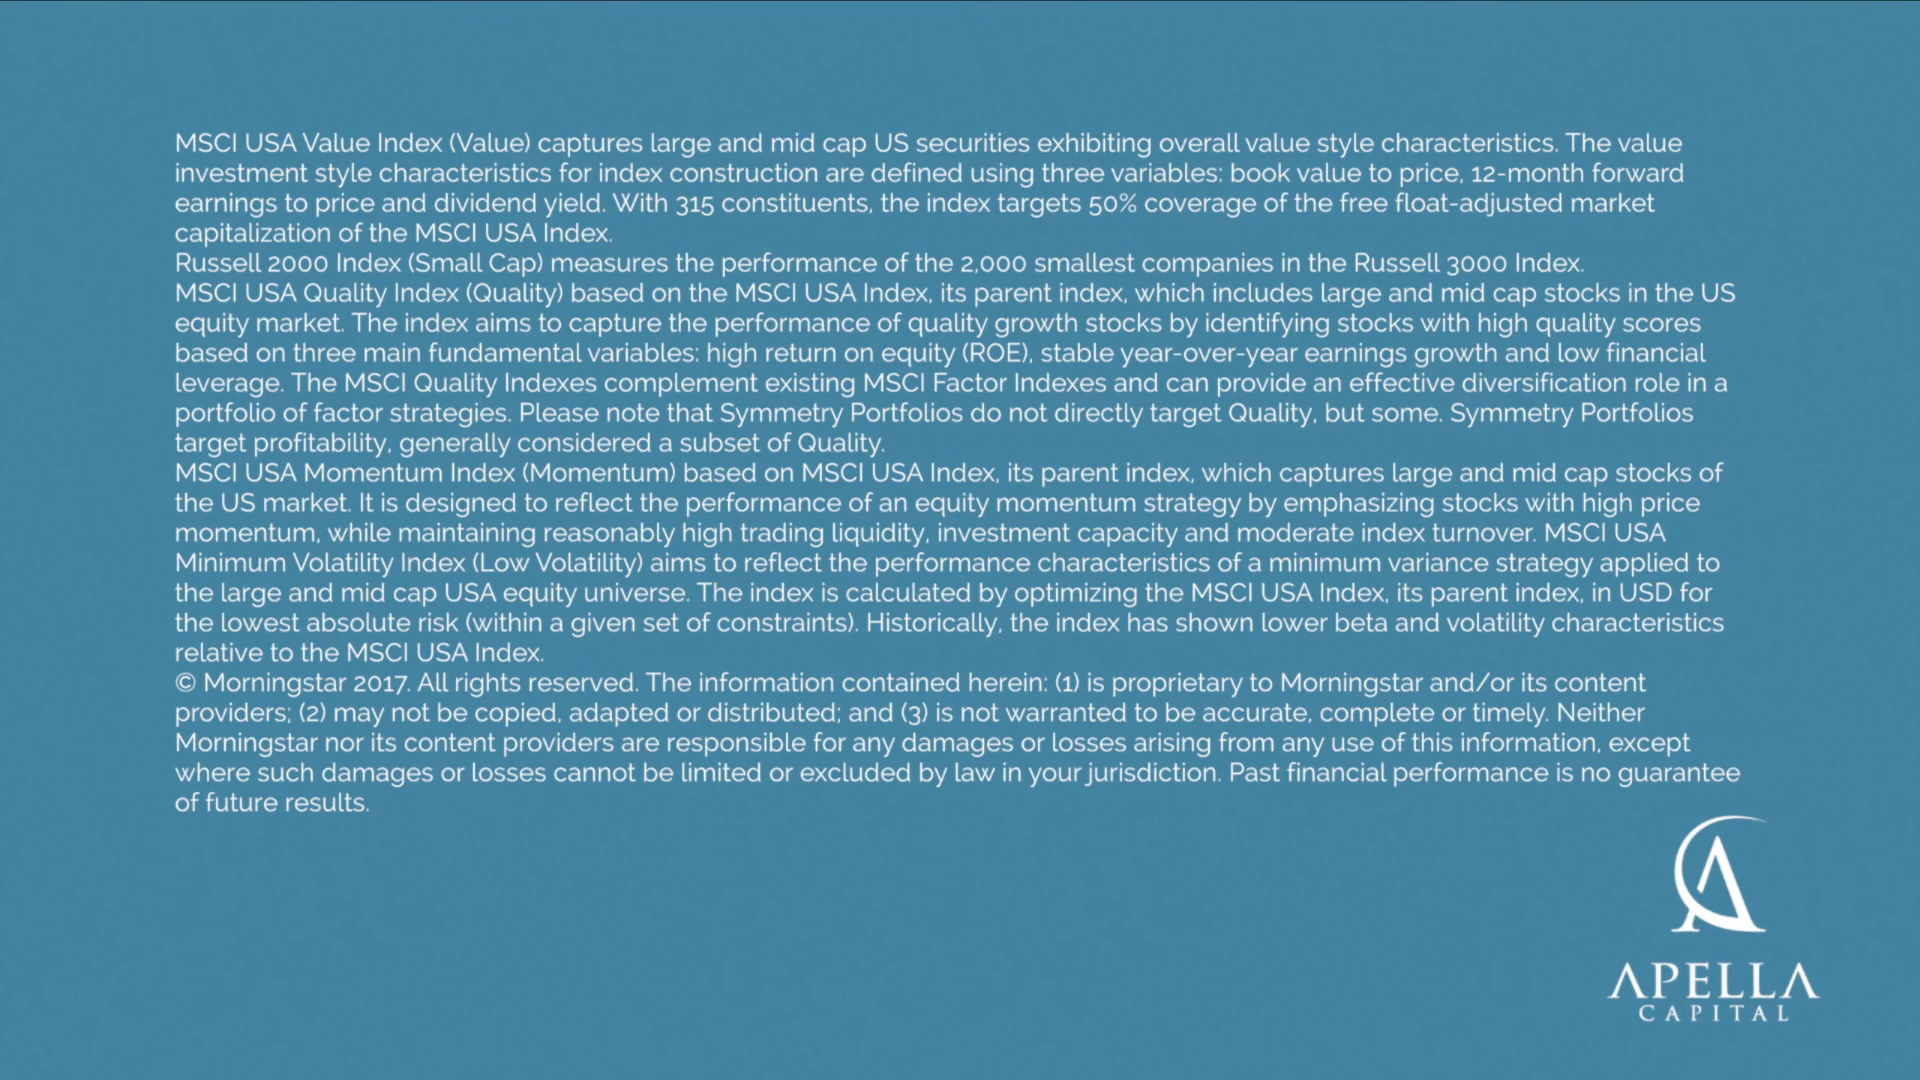 MSCI USA Value Index (Value) captures large and mid cap US securities exhibiting overall value style characteristics. The value
investment style characteristics for index construction are defined using three variables: book value to price, 12-month forward
earnings to price and dividend yield. With 315 constituents, the index targets 50% coverage of the free float-adjusted market
capitalization of the MSCI USA Index.
Russell 2000 Index (Small Cap) measures the performance of the 2,000 smallest companies in the Russell 3000 Index.
MSCI USA Quality Index (Quality) based on the MSCI USA Index, its parent index, which includes large and mid cap stocks in the US
equity market. The index aims to capture the performance of quality growth stocks by identifying stocks with high quality scores
based on three main fundamental variables: high return on equity (ROE), stable year-over-year earnings growth and low financial
leverage. The MSCI Quality Indexes complement existing MSCI Factor Indexes and can provide an effective diversification role in a
portfolio of factor strategies. Please note that Symmetry Portfolios do not directly target Quality, but some. Symmetry Portfolios
target profitability, generally considered a subset of Quality.
MSCI USA Momentum Index (Momentum) based on MSCI USA Index, its parent index, which captures large and mid cap stocks of
the US market. It is designed to reflect the performance of an equity momentum strategy by emphasizing stocks with high price
momentum, while maintaining reasonably high trading liquidity, investment capacity and moderate index turnover. MSCI USA
Minimum Volatility Index (Low Volatility) aims to reflect the performance characteristics of a minimum variance strategy applied to
the large and mid cap USA equity universe. The index is calculated by optimizing the MSCI USA Index, its parent index, in USD for
the lowest absolute risk (within a given set of constraints). Historically, the index has shown lower beta and volatility characteristics
relative to the MSCI USA Index.
© Morningstar 2017. All rights reserved. The information contained herein: (1) is proprietary to Morningstar and/or its content
providers; (2) may not be copied, adapted or distributed; and (3) is not warranted to be accurate, complete or timely. Neither
Morningstar nor its content providers are responsible for any damages or losses arising from any use of this information, except
where such damages or losses cannot be limited or excluded by law in your jurisdiction. Past financial performance is no guarantee
of future results.
APELLA
CAPITAL